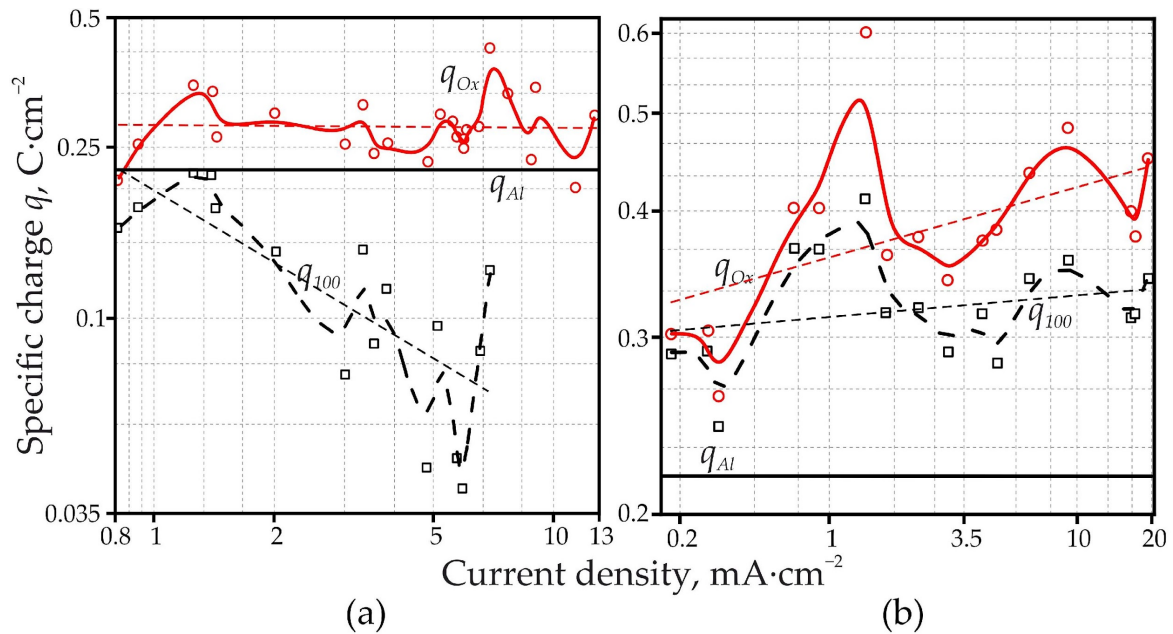 Specific charge q, C·cm⁻²
0.5
0.25
0.1
0.035
q_Ox
q_Al
q_100
0.8 1 2 5 10 13
0.6
0.5
0.4
0.3
0.2
q_Ox
q_100
q_Al
0.2 1 3.5 10 20
Current density, mA·cm⁻²
(a) (b)